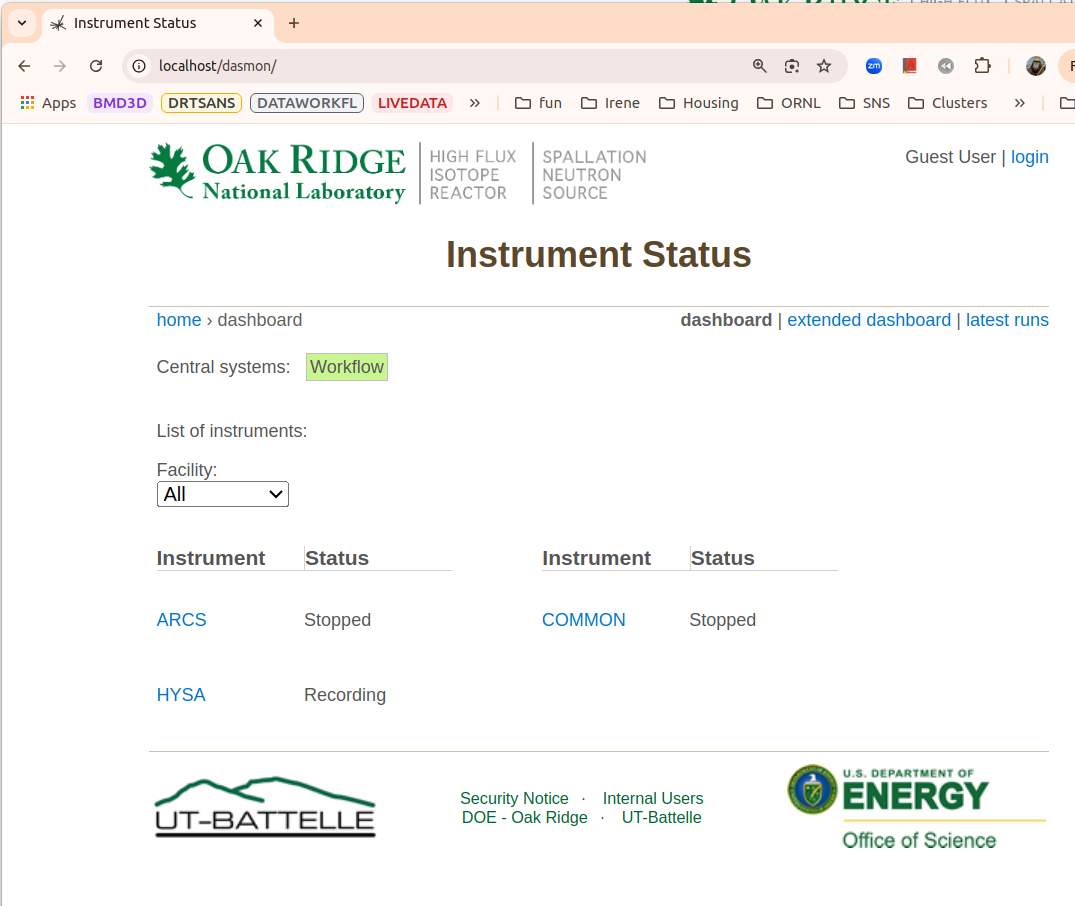 Instrument Status
localhost/dasmon/
Apps BMD3D DRTSANS DATAWORKFL LIVEDATA » fun Irene Housing ORNL SNS Clusters »
OAK RIDGE
National Laboratory
HIGH FLUX
ISOTOPE
REACTOR
SPALLATION
NEUTRON
SOURCE
Guest User | login
Instrument Status
home › dashboard
dashboard | extended dashboard | latest runs
Central systems: Workflow
List of instruments:
Facility:
All
Instrument Status Instrument Status
ARCS Stopped COMMON Stopped
HYSA Recording
UT-BATTELLE
Security Notice · Internal Users
DOE - Oak Ridge · UT-Battelle
U.S. DEPARTMENT OF
ENERGY
Office of Science